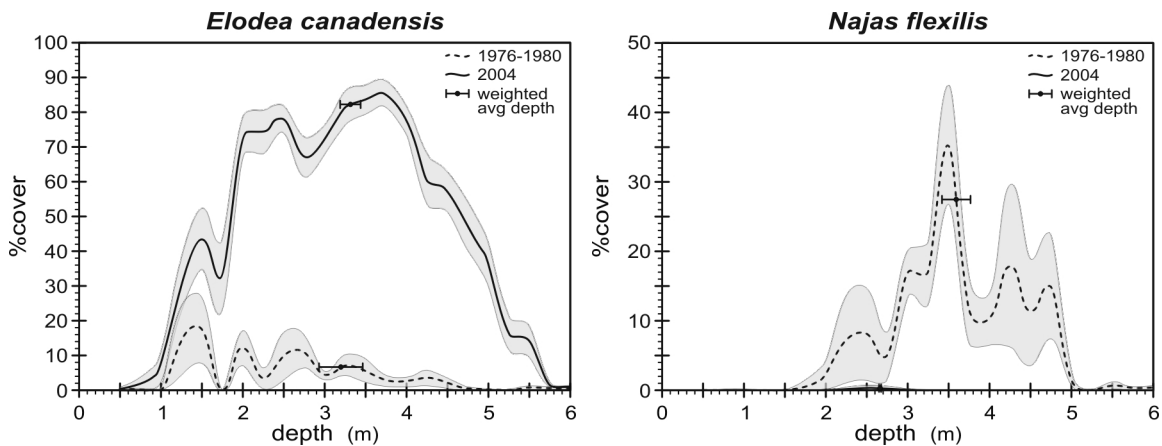 Elodea canadensis
100
90
80
70
60
50
40
30
20
10
0
%cover
1976-1980
2004
weighted
avg depth
0 1 2 3 4 5 6
depth (m)
Najas flexilis
50
40
30
20
10
0
%cover
1976-1980
2004
weighted
avg depth
0 1 2 3 4 5 6
depth (m)